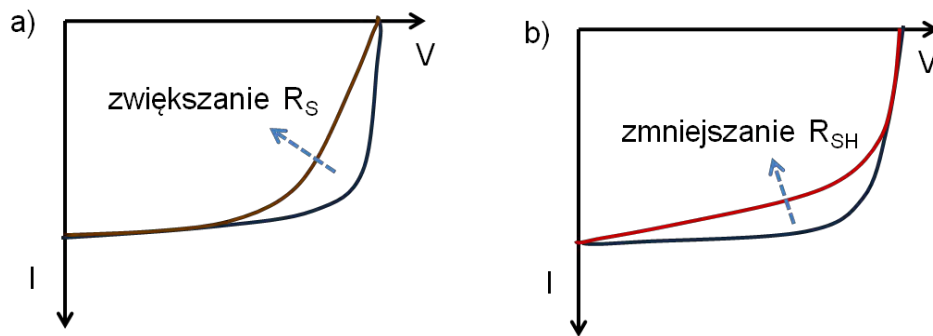 a)
V
zwiększanie R_S
I
b)
V
zmniejszanie R_SH
I